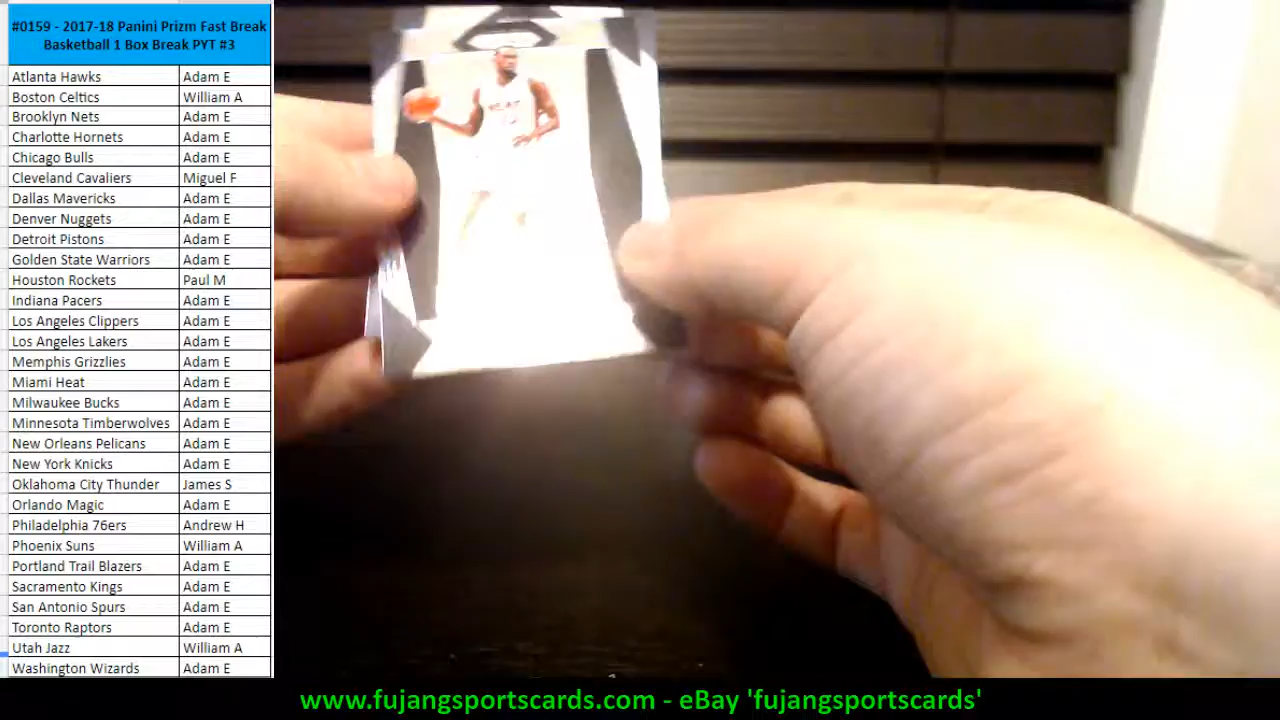 #0159 - 2017-18 Panini Prizm Fast Break
Basketball 1 Box Break PYT #3
Atlanta Hawks Adam E
Boston Celtics William A
Brooklyn Nets Adam E
Charlotte Hornets Adam E
Chicago Bulls Adam E
Cleveland Cavaliers Miguel F
Dallas Mavericks Adam E
Denver Nuggets Adam E
Detroit Pistons Adam E
Golden State Warriors Adam E
Houston Rockets Paul M
Indiana Pacers Adam E
Los Angeles Clippers Adam E
Los Angeles Lakers Adam E
Memphis Grizzlies Adam E
Miami Heat Adam E
Milwaukee Bucks Adam E
Minnesota Timberwolves Adam E
New Orleans Pelicans Adam E
New York Knicks Adam E
Oklahoma City Thunder James S
Orlando Magic Adam E
Philadelphia 76ers Andrew H
Phoenix Suns William A
Portland Trail Blazers Adam E
Sacramento Kings Adam E
San Antonio Spurs Adam E
Toronto Raptors Adam E
Utah Jazz William A
Washington Wizards Adam E
www.fujangsportscards.com - eBay 'fujangsportscards'